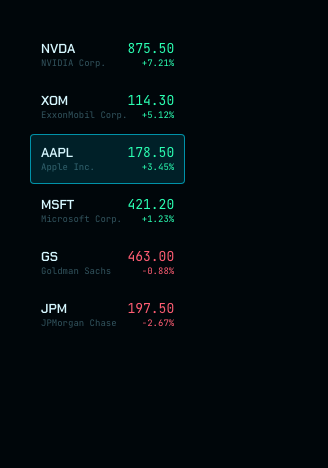 NVDA 875.50
NVIDIA Corp. +7.21%
XOM 114.30
ExxonMobil Corp. +5.12%
AAPL 178.50
Apple Inc. +3.45%
MSFT 421.20
Microsoft Corp. +1.23%
GS 463.00
Goldman Sachs -0.88%
JPM 197.50
JPMorgan Chase -2.67%